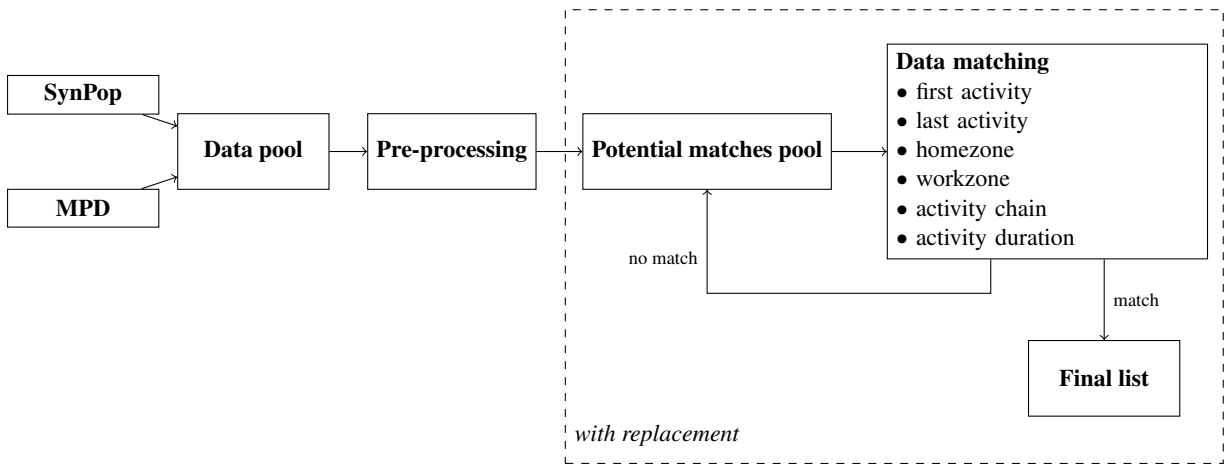 SynPop
MPD
Data pool
Pre-processing
Potential matches pool
Data matching
• first activity
• last activity
• homezone
• workzone
• activity chain
• activity duration
no match
match
Final list
with replacement